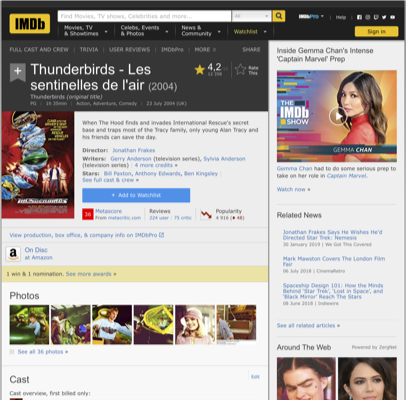 IMDb
Find Movies, TV shows, Celebrities and more...
All
Movies, TV & Showtimes
Celebs, Events & Photos
News & Community
Watchlist
IMDbPro
Help
Sign in
FULL CAST AND CREW | TRIVIA | USER REVIEWS | IMDbPro | MORE
SHARE
Thunderbirds - Les sentinelles de l'air (2004)
Thunderbirds (original title)
PG | 1h 35min | Action, Adventure, Comedy | 23 July 2004 (UK)
4,2
Rate This
When The Hood finds and invades International Rescue's secret
base and traps most of the Tracy family, only young Alan Tracy and
his friends can save the day.
Director: Jonathan Frakes
Writers: Gerry Anderson (television series), Sylvia Anderson
(television series) | 4 more credits »
Stars: Bill Paxton, Anthony Edwards, Ben Kingsley |
See full cast & crew »
+ Add to Watchlist
36
Metascore
From metacritic.com
Reviews
224 user | 75 critic
Popularity
View production, box office, & company info on IMDbPro
On Disc
at Amazon
1 win & 1 nomination. See more awards »
Photos
See all 36 photos »
Cast
Edit
Cast overview, first billed only:
Inside Gemma Chan's Intense
'Captain Marvel' Prep
THE
IMDb
SHOW
GEMMA CHAN
Gemma Chan had to do some serious prep to
take on her role in Captain Marvel.
Watch now »
Related News
Jonathan Frakes Says He Wishes He'd
Directed Star Trek: Nemesis
30 January 2019 | We Got This Covered
Mark Mawston Covers The London Film
Fair
06 July 2018 | CinemaRetro
Spaceship Design 101: How the Minds
Behind 'Star Trek', 'Lost in Space', and
'Black Mirror' Reach The Stars
08 June 2018 | Indiewire
See all related articles »
Around The Web
Powered by ZergNet